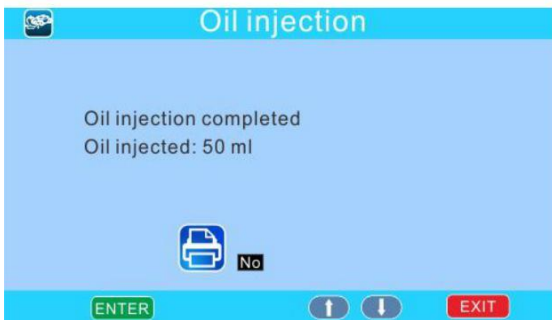 Oil injection
Oil injection completed
Oil injected: 50 ml
No
ENTER
EXIT